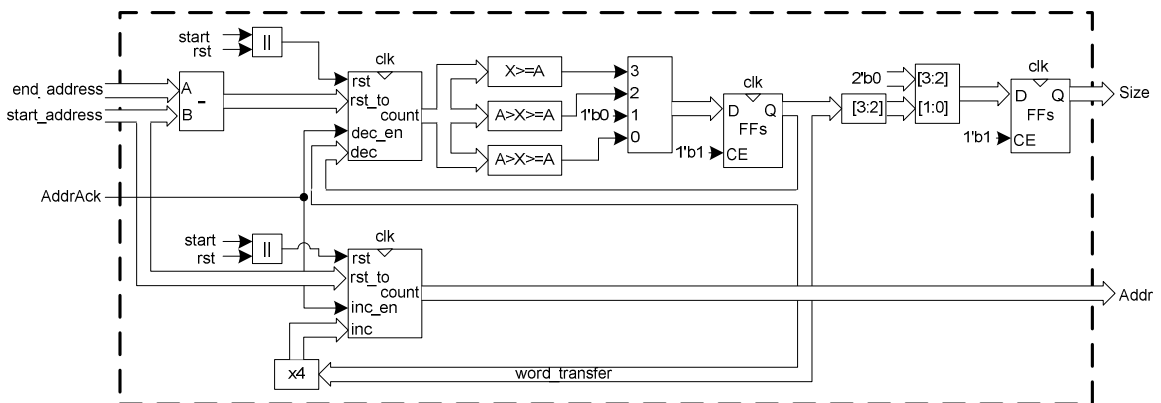 start
rst
||
clk
rst
rst_to
count
dec_en
dec
end_address
start_address
A
B
-
X>=A
A>X>=A
A>X>=A
1'b0
3
2
1
0
clk
D Q
FFs
CE
1'b1
[3:2]
2'b0
[3:2]
[1:0]
clk
D Q
FFs
CE
1'b1
Size
AddrAck
start
rst
||
clk
rst
rst_to
count
inc_en
inc
Addr
x4
word_transfer